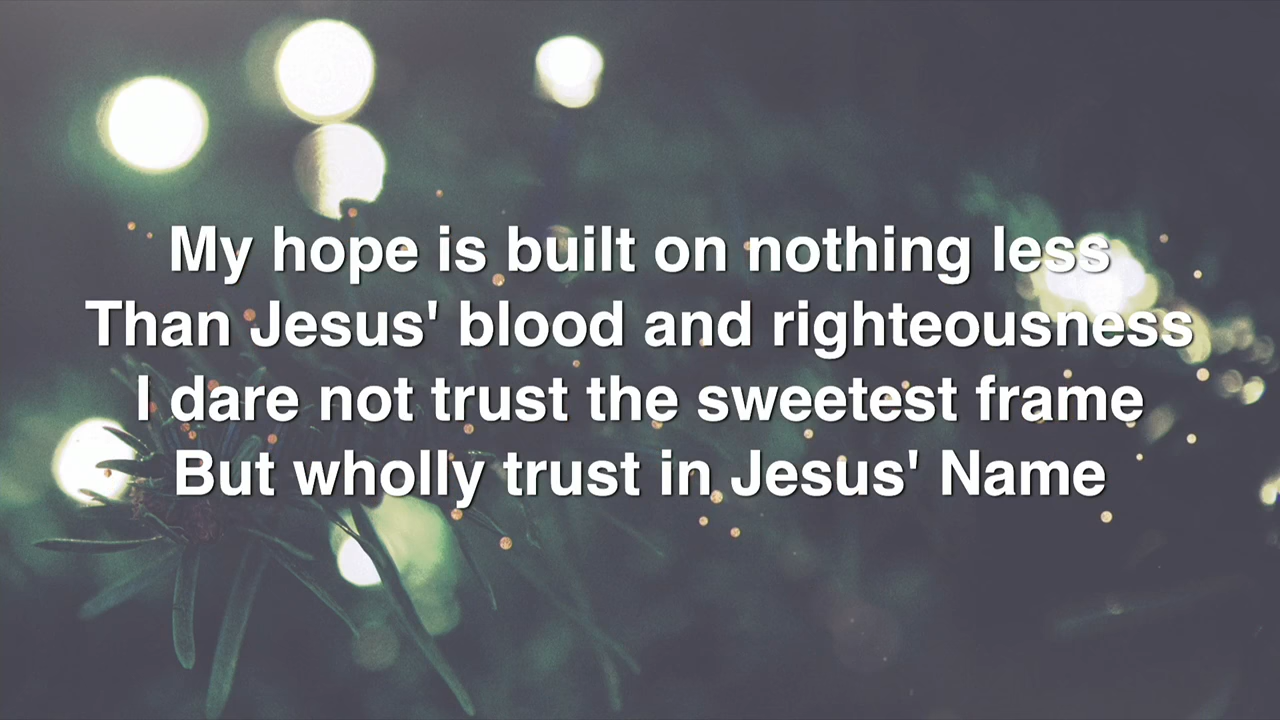 My hope is built on nothing less
Than Jesus' blood and righteousness
I dare not trust the sweetest frame
But wholly trust in Jesus' Name